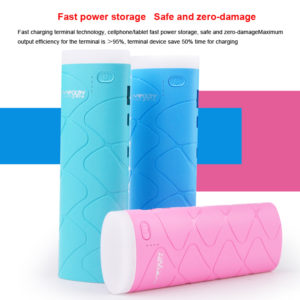 Fast power storage Safe and zero-damage
Fast charging terminal technology, cellphone/tablet fast power storage, safe and zero-damageMaximum
output efficiency for the terminal is >95%, terminal device save 50% time for charging